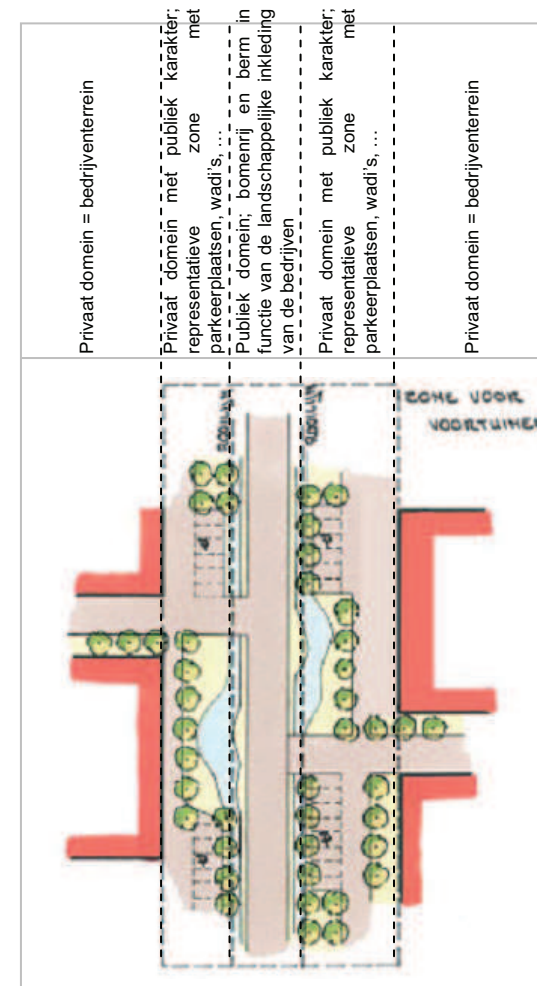 Privaat domein = bedrijventerrein
Privaat domein met publiek karakter;
representatieve zone met
parkeerplaatsen, wadi's, ...
Publiek domein; bomenrij en berm in
functie van de landschappelijke inkleding
van de bedrijven
Privaat domein met publiek karakter;
representatieve zone met
parkeerplaatsen, wadi's, ...
Privaat domein = bedrijventerrein
ZONE VOOR
VOORTUINEN
P
P
P
P